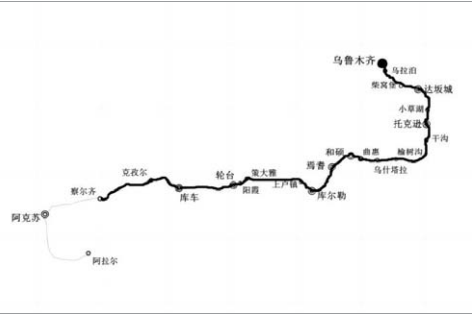 乌鲁木齐
乌拉泊
柴窝堡
达坂城
小草湖
托克逊
干沟
榆树沟
和硕
曲惠
乌什塔拉
焉耆
库尔勒
上户镇
策大雅
轮台
阳霞
库车
克孜尔
察尔齐
阿克苏
阿拉尔